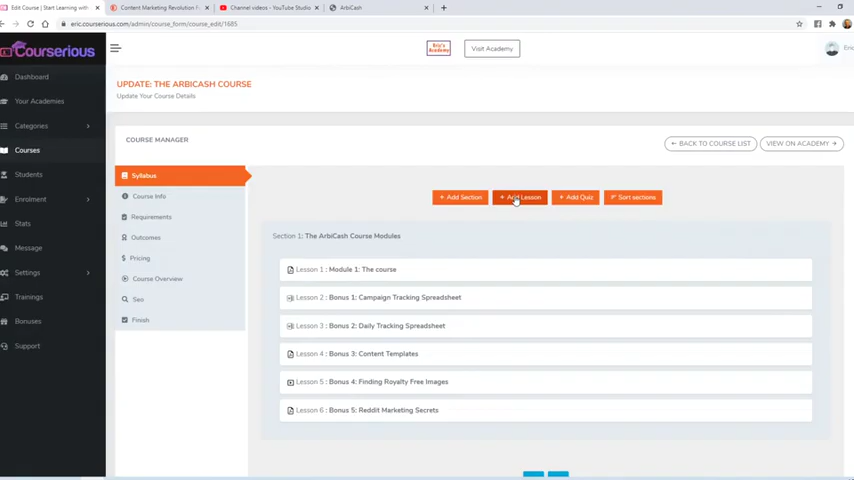 Edit Course | Start Learning with
Content Marketing Revolution F
Channel videos - YouTube Studio
ArbiCash
eric.courserious.com/admin/course_form/course_edit/1685
Courserious
Eric's Academy
Visit Academy
Eric
Dashboard
Your Academies
Categories
Courses
Students
Enrolment
Stats
Message
Settings
Trainings
Bonuses
Support
UPDATE: THE ARBICASH COURSE
Update Your Course Details
COURSE MANAGER
← BACK TO COURSE LIST
VIEW ON ACADEMY →
Syllabus
Course Info
Requirements
Outcomes
Pricing
Course Overview
Seo
Finish
+ Add Section
+ Add Lesson
+ Add Quiz
Sort sections
Section 1: The ArbiCash Course Modules
Lesson 1 : Module 1: The course
Lesson 2 : Bonus 1: Campaign Tracking Spreadsheet
Lesson 3 : Bonus 2: Daily Tracking Spreadsheet
Lesson 4 : Bonus 3: Content Templates
Lesson 5 : Bonus 4: Finding Royalty Free Images
Lesson 6 : Bonus 5: Reddit Marketing Secrets